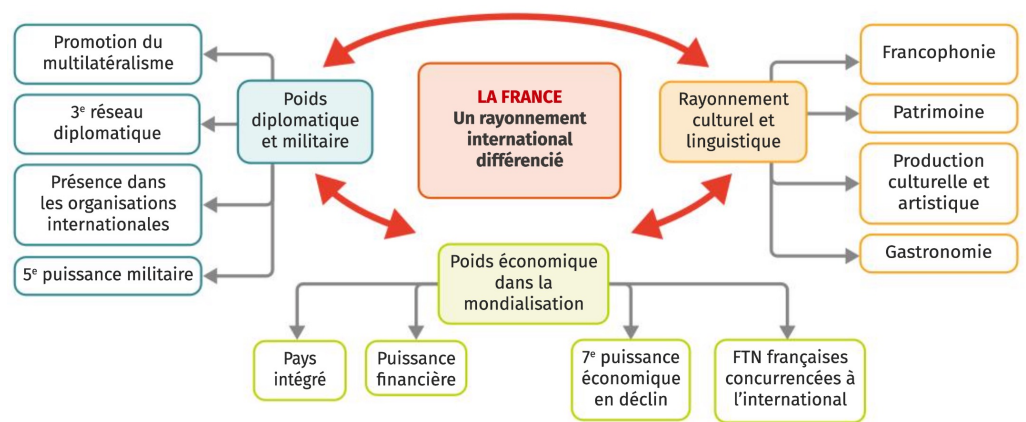 LA FRANCE
Un rayonnement
international
différencié
Poids
diplomatique
et militaire
Promotion du
multilatéralisme
3e réseau
diplomatique
Présence dans
les organisations
internationales
5e puissance militaire
Rayonnement
culturel et
linguistique
Francophonie
Patrimoine
Production
culturelle et
artistique
Gastronomie
Poids économique
dans la
mondialisation
Pays
intégré
Puissance
financière
7e puissance
économique
en déclin
FTN françaises
concurrencées à
l’international